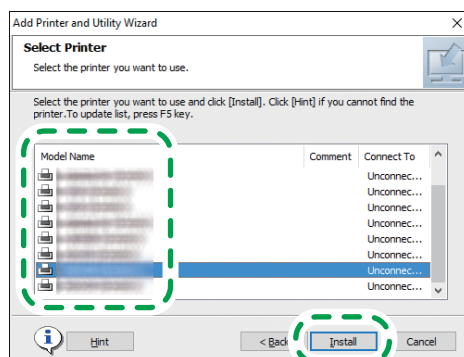 Add Printer and Utility Wizard
Select Printer
Select the printer you want to use.
Select the printer you want to use and click [Install]. Click [Hint] if you cannot find the
printer.To update list, press F5 key.
Model Name Comment Connect To
Unconnec...
Unconnec...
Unconnec...
Unconnec...
Unconnec...
Unconnec...
Unconnec...
Unconnec...
Hint < Back Install Cancel